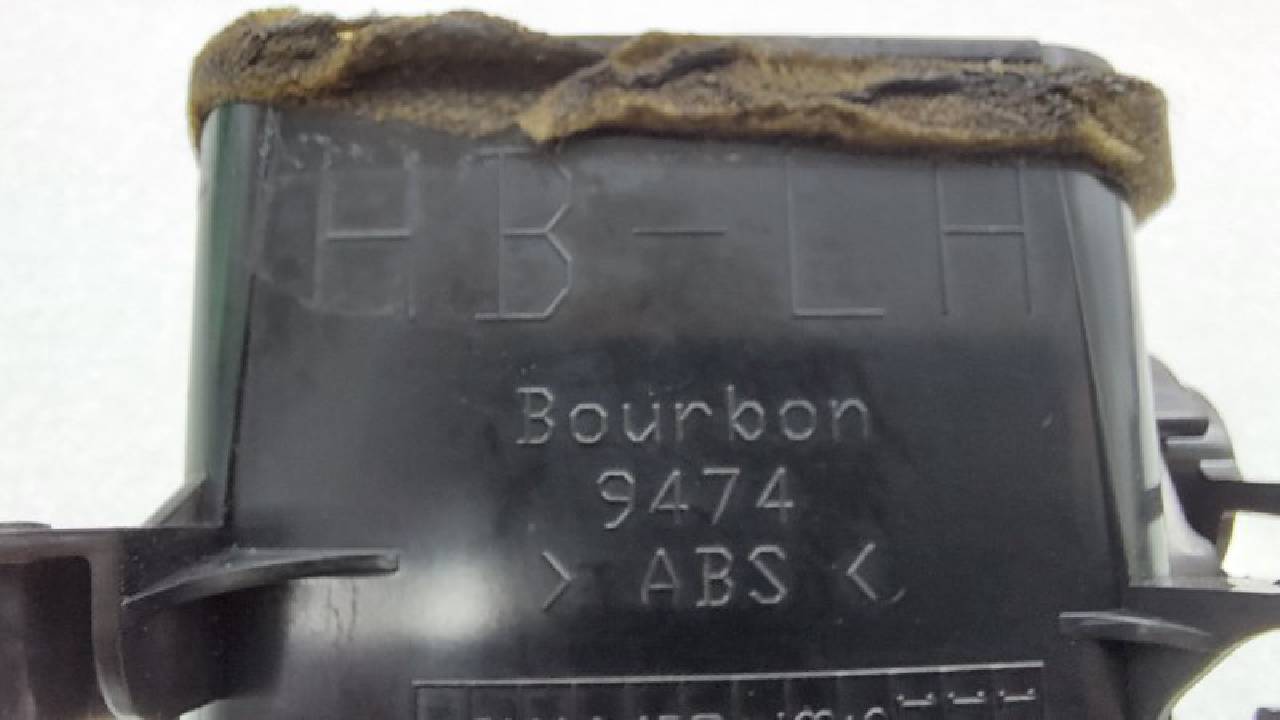 HB-LH
Bourbon
9474
> ABS <